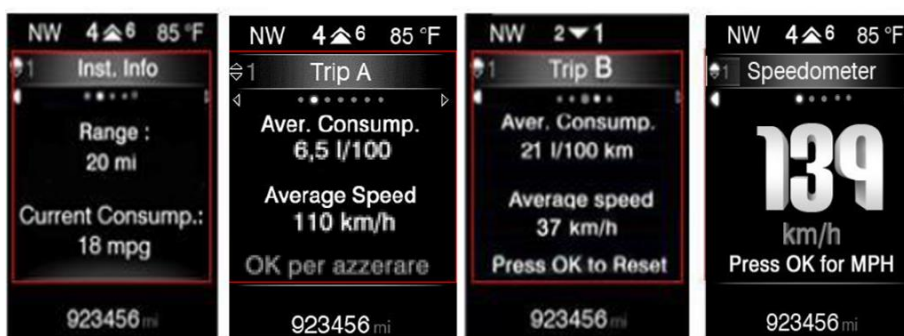 NW 4 6 85 °F
1 Inst. Info
Range :
20 mi
Current Consump.:
18 mpg
923456 mi
NW 4 6 85 °F
1 Trip A
Aver. Consump.
6,5 l/100
Average Speed
110 km/h
OK per azzerare
923456 mi
NW 2 1
1 Trip B
Aver. Consump.
21 l/100 km
Average speed
37 km/h
Press OK to Reset
923456 mi
NW 4 6 85 °F
1 Speedometer
139
km/h
Press OK for MPH
923456 mi